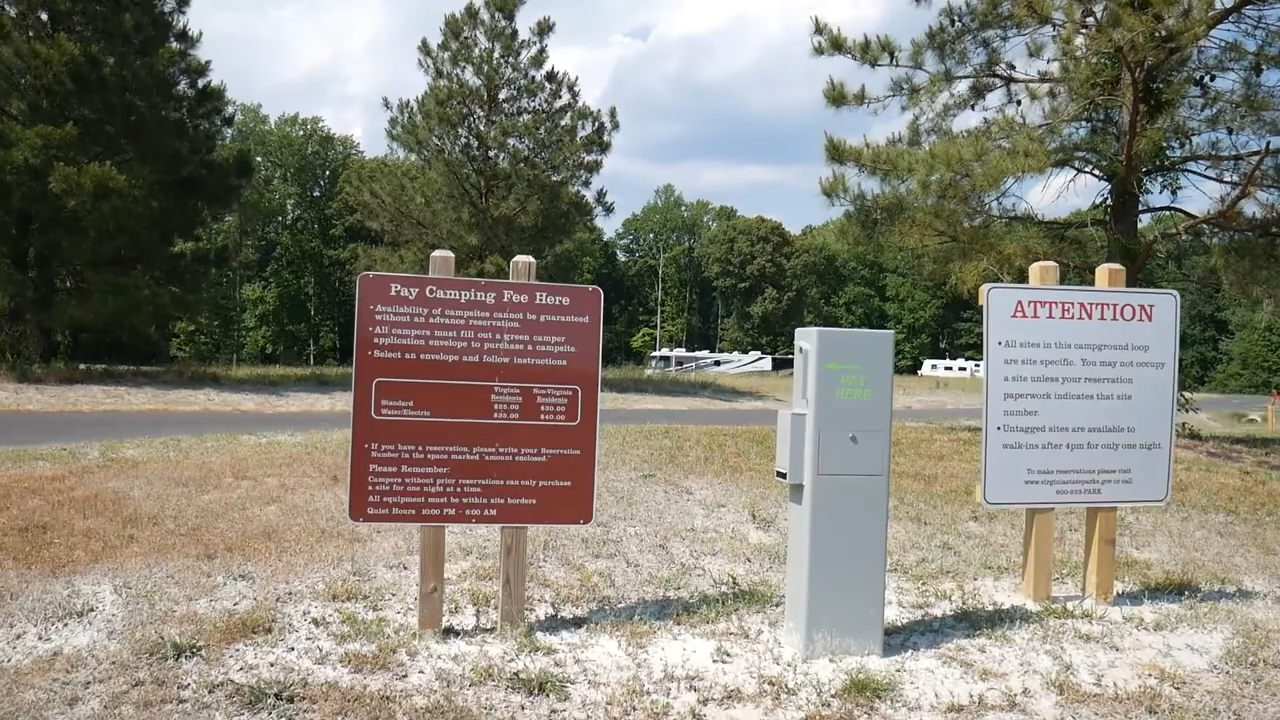 Pay Camping Fee Here
• Availability of campsites cannot be guaranteed
without an advance reservation.
• All campers must fill out a green camper
application envelope to purchase a campsite.
• Select an envelope and follow instructions
Virginia Residents Non-Virginia Residents
Standard $25.00 $30.00
Water/Electric $35.00 $40.00
• If you have a reservation, please write your Reservation
Number in the space marked "amount enclosed."
Please Remember:
Campers without prior reservations can only purchase
a site for one night at a time.
All equipment must be within site borders
Quiet Hours 10:00 PM - 6:00 AM
PAY
HERE
ATTENTION
• All sites in this campground loop
are site specific. You may not occupy
a site unless your reservation
paperwork indicates that site
number.
• Untagged sites are available to
walk-ins after 4pm for only one night.
To make reservations please visit
www.virginiastateparks.gov or call
800-933-PARK